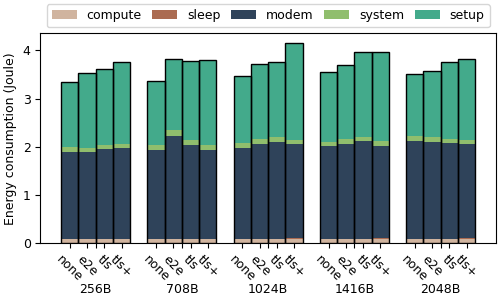 compute sleep modem system setup
Energy consumption (Joule)
4
3
2
1
0
none e2e tls tls+ none e2e tls tls+ none e2e tls tls+ none e2e tls tls+ none e2e tls tls+
256B 708B 1024B 1416B 2048B